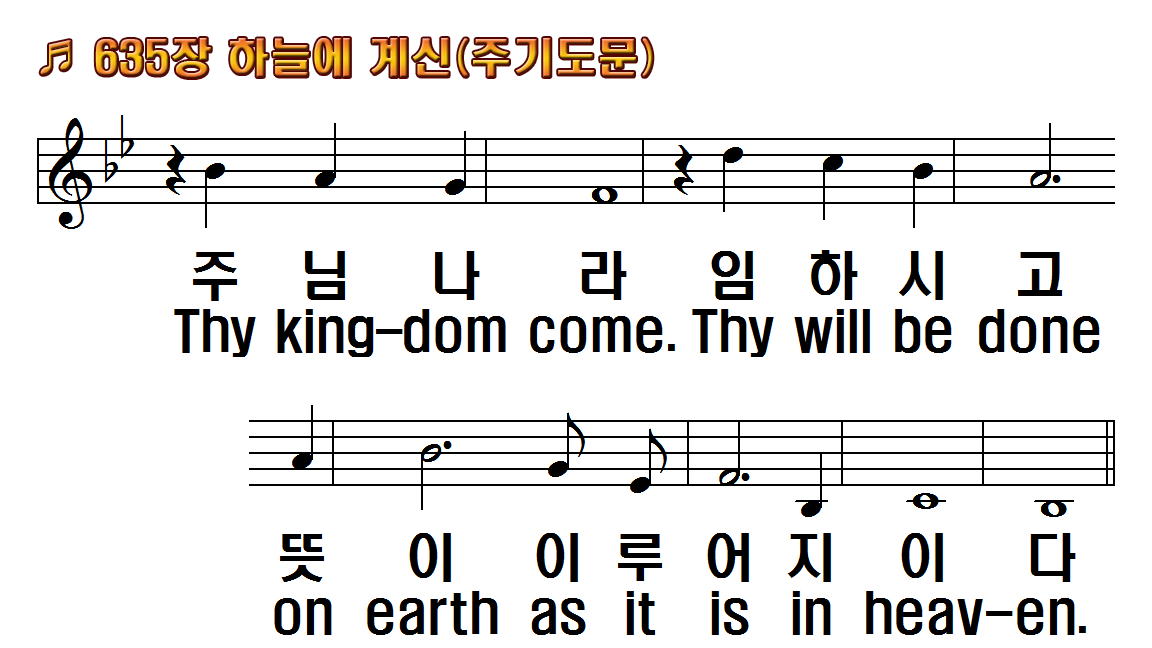 635장 하늘에 계신(주기도문)
주 님 나 라 임 하 시 고
Thy king-dom come. Thy will be done
뜻 이 이 루 어 지 이 다
on earth as it is in heav-en.